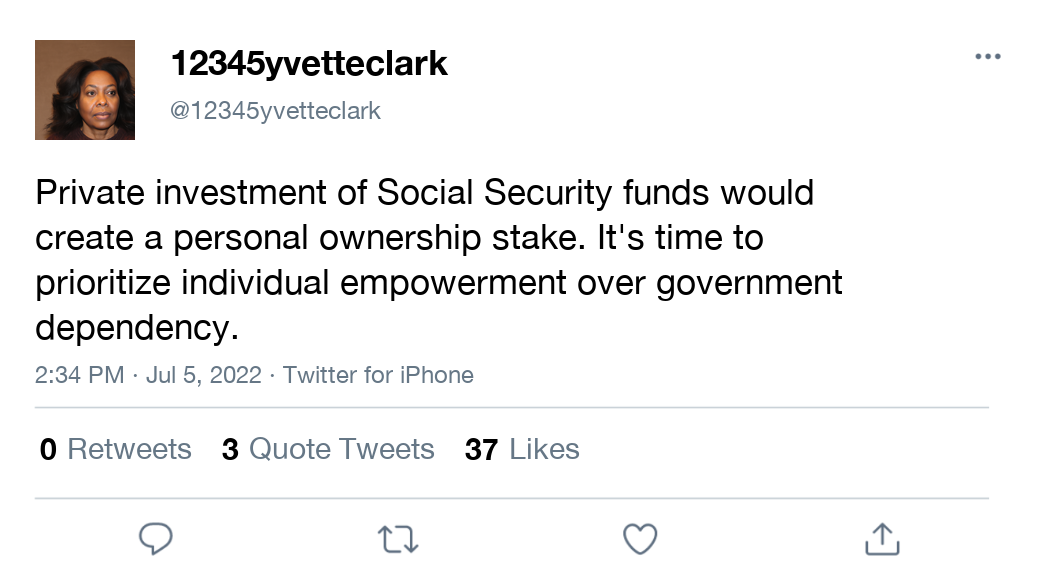 12345yvetteclark
@12345yvetteclark
Private investment of Social Security funds would
create a personal ownership stake. It's time to
prioritize individual empowerment over government
dependency.
2:34 PM · Jul 5, 2022 · Twitter for iPhone
0 Retweets 3 Quote Tweets 37 Likes